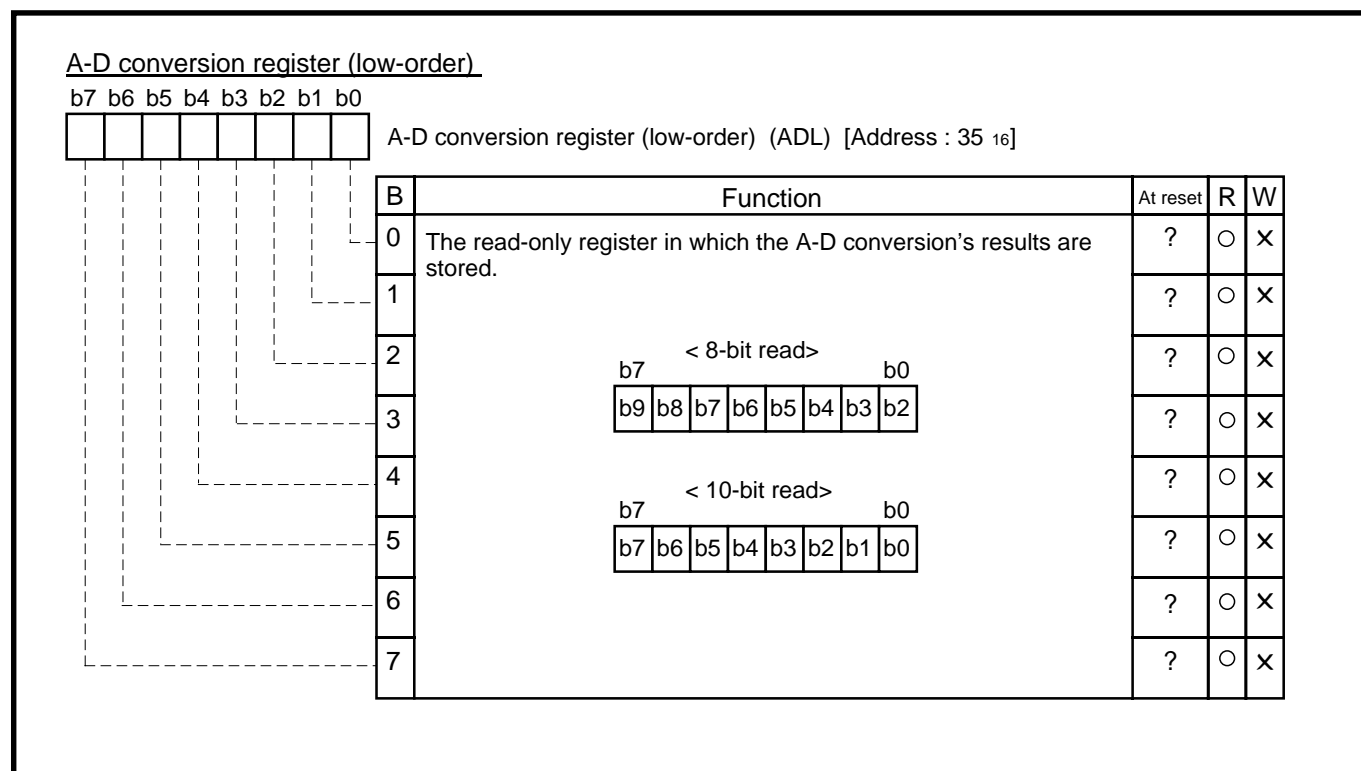 A-D conversion register (low-order)
b7 b6 b5 b4 b3 b2 b1 b0
A-D conversion register (low-order) (ADL) [Address : 35 16]
B Function At reset R W
0 The read-only register in which the A-D conversion’s results are ? ○ ×
stored.
1 ? ○ ×
< 8-bit read>
2 ? ○ ×
b7 b0
b9 b8 b7 b6 b5 b4 b3 b2
3 ? ○ ×
4 ? ○ ×
< 10-bit read>
b7 b0
5 ? ○ ×
b7 b6 b5 b4 b3 b2 b1 b0
6 ? ○ ×
7 ? ○ ×